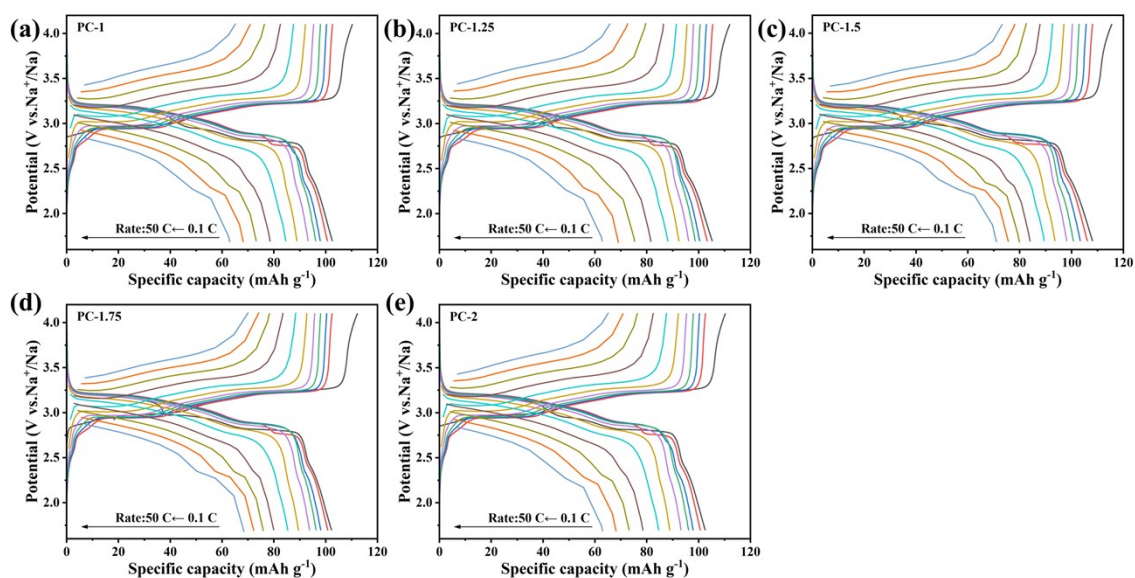 (a) PC-1
Potential (V vs.Na⁺/Na)
4.0
3.5
3.0
2.5
2.0
Rate:50 C← 0.1 C
0 20 40 60 80 100 120
Specific capacity (mAh g⁻¹)
(b) PC-1.25
Potential (V vs.Na⁺/Na)
4.0
3.5
3.0
2.5
2.0
Rate:50 C← 0.1 C
0 20 40 60 80 100 120
Specific capacity (mAh g⁻¹)
(c) PC-1.5
Potential (V vs.Na⁺/Na)
4.0
3.5
3.0
2.5
2.0
Rate:50 C← 0.1 C
0 20 40 60 80 100 120
Specific capacity (mAh g⁻¹)
(d) PC-1.75
Potential (V vs.Na⁺/Na)
4.0
3.5
3.0
2.5
2.0
Rate:50 C← 0.1 C
0 20 40 60 80 100 120
Specific capacity (mAh g⁻¹)
(e) PC-2
Potential (V vs.Na⁺/Na)
4.0
3.5
3.0
2.5
2.0
Rate:50 C← 0.1 C
0 20 40 60 80 100 120
Specific capacity (mAh g⁻¹)